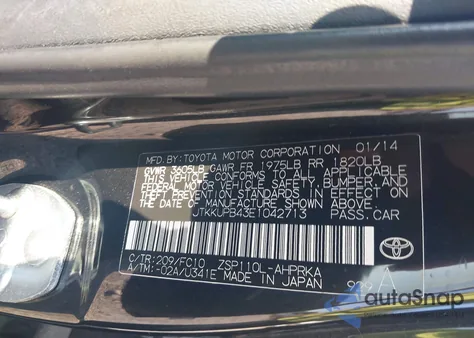 MFD BY: TOYOTA MOTOR CORPORATION 01/14
GVWR 3605LB GAWR FR 1975LB RR 1820LB
THIS VEHICLE CONFORMS TO ALL APPLICABLE
FEDERAL MOTOR VEHICLE SAFETY, BUMPER, AND
THEFT PREVENTION STANDARDS IN EFFECT ON
THE DATE OF MANUFACTURE SHOWN ABOVE.
JTKKUPB43E1042713 PASS.CAR
C/TR: 209/FC10 ZSP110L-AHPRKA
A/TM: -02A/U341E MADE IN JAPAN
A
TOYOTA
autoSnap